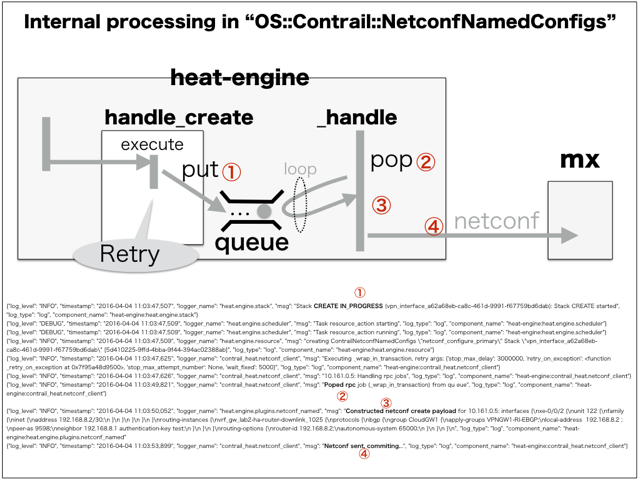 Internal processing in “OS::Contrail::NetconfNamedConfigs”
heat-engine
handle_create
_handle
execute
put ①
loop
pop ②
mx
③
④
netconf
queue
Retry
①
{"log_level": "INFO", "timestamp": "2016-04-04 11:03:47,507", "logger_name": "heat.engine.stack", "msg": "Stack CREATE IN_PROGRESS (vpn_interface_a62a68eb-ca8c-461d-9991-f67759bd6dab): Stack CREATE started",
"log_type": "log", "component_name": "heat-engine:heat.engine.stack"}
{"log_level": "DEBUG", "timestamp": "2016-04-04 11:03:47,509", "logger_name": "heat.engine.scheduler", "msg": "Task resource_action starting", "log_type": "log", "component_name": "heat-engine:heat.engine.scheduler"}
{"log_level": "DEBUG", "timestamp": "2016-04-04 11:03:47,509", "logger_name": "heat.engine.scheduler", "msg": "Task resource_action running", "log_type": "log", "component_name": "heat-engine:heat.engine.scheduler"}
{"log_level": "INFO", "timestamp": "2016-04-04 11:03:47,509", "logger_name": "heat.engine.resource", "msg": "creating ContrailNetconfNamedConfigs \"netconf_configure_primary\" Stack \"vpn_interface_a62a68eb-
ca8c-461d-9991-f67759bd6dab\" [5d410225-9ffd-4bba-9f44-394ac02388ab]", "log_type": "log", "component_name": "heat-engine:heat.engine.resource"}
{"log_level": "INFO", "timestamp": "2016-04-04 11:03:47,625", "logger_name": "contrail_heat.netconf_client", "msg": "Executing _wrap_in_transaction, retry args: {'stop_max_delay': 3000000, 'retry_on_exception': <function
_retry_on_exception at 0x7f95a48d9500>, 'stop_max_attempt_number': None, 'wait_fixed': 5000}", "log_type": "log", "component_name": "heat-engine:contrail_heat.netconf_client"}
{"log_level": "INFO", "timestamp": "2016-04-04 11:03:47,626", "logger_name": "contrail_heat.netconf_client", "msg": "10.161.0.5: Handling rpc jobs", "log_type": "log", "component_name": "heat-engine:contrail_heat.netconf_client"}
{"log_level": "INFO", "timestamp": "2016-04-04 11:03:49,821", "logger_name": "contrail_heat.netconf_client", "msg": "Popped rpc job (_wrap_in_transaction) from queue", "log_type": "log", "component_name": "heat-
engine:contrail_heat.netconf_client"}
② ③
{"log_level": "INFO", "timestamp": "2016-04-04 11:03:50,052", "logger_name": "heat.engine.plugins.netconf_named", "msg": "Constructed netconf create payload for 10.161.0.5: interfaces {\nxe-0/0/2 {\nunit 122 {\nfamily
{\ninet {\naddress 192.168.8.2/30;\n }\n }\n }\n }\n }\nrouting-instances {\nvrf_gw_lab2-ha-router-downlink_1025 {\nprotocols {\nbgp {\ngroup CloudGW1 {\napply-groups VPNGW1-RI-EBGP;\nlocal-address 192.168.8.2 ;
\npeer-as 9598;\nneighbor 192.168.8.1 authentication-key test;\n }\n }\n }\nrouting-options {\nrouter-id 192.168.8.2;\nautonomous-system 65000;\n }\n }\n }\n", "log_type": "log", "component_name": "heat-
engine:heat.engine.plugins.netconf_named"}
{"log_level": "INFO", "timestamp": "2016-04-04 11:03:53,899", "logger_name": "contrail_heat.netconf_client", "msg": "Netconf sent, commiting...", "log_type": "log", "component_name": "heat-engine:contrail_heat.netconf_client"}
④